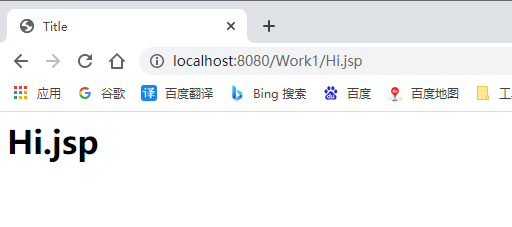 Title
localhost:8080/Work1/Hi.jsp
应用 谷歌 译 百度翻译 Bing 搜索 百度 百度地图
Hi.jsp